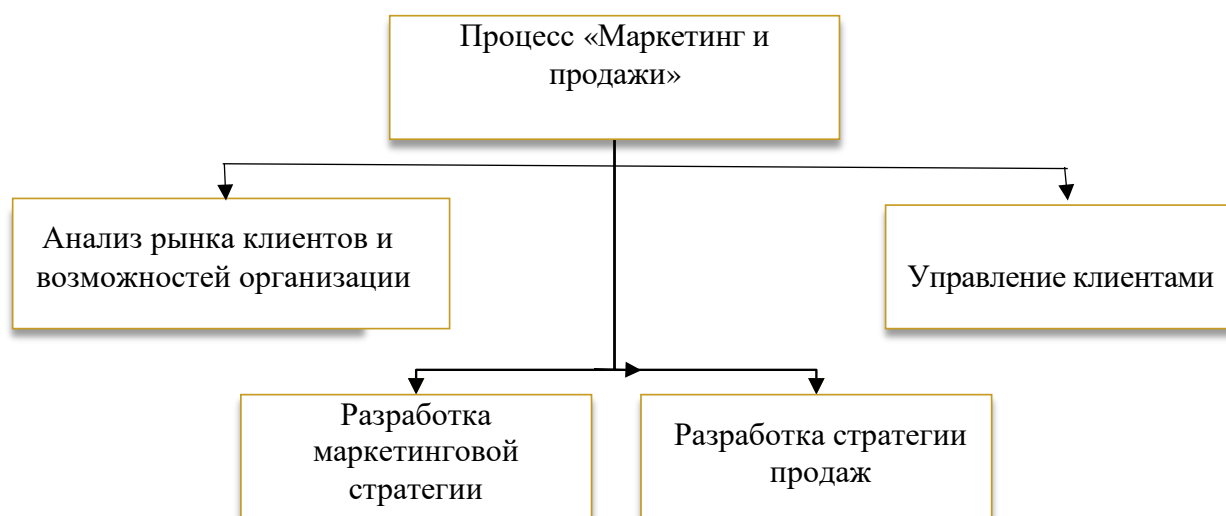 Процесс «Маркетинг и
продажи»
Анализ рынка клиентов и
возможностей организации
Управление клиентами
Разработка
маркетинговой
стратегии
Разработка стратегии
продаж